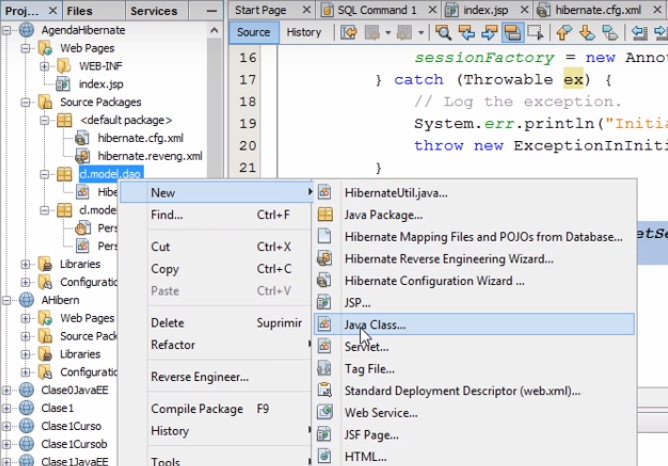 Proj...
Files
Services
AgendaHibernate
Web Pages
WEB-INF
index.jsp
Source Packages
<default package>
hibernate.cfg.xml
hibernate.reveng.xml
cl.model.dao
Hibe
cl.mode
Pers
Pers
Libraries
Configuration
AHibern
Web Pages
Source Pack
Libraries
Configuratio
Clase0JavaEE
Clase1
Clase1Curso
Clase1Cursob
Clase1JavaEE
Start Page
SQL Command 1
index.jsp
hibernate.cfg.xml
Source
History
16 sessionFactory = new Anno
17 } catch (Throwable ex) {
18 // Log the exception.
19 System.err.println("Initia
20 throw new ExceptionInIniti
21 }
etSe
New
Find... Ctrl+F
Cut Ctrl+X
Copy Ctrl+C
Paste Ctrl+V
Delete Suprimir
Refactor
Reverse Engineer...
Compile Package F9
History
Tools
HibernateUtil.java...
Java Package...
Hibernate Mapping Files and POJOs from Database...
Hibernate Reverse Engineering Wizard...
Hibernate Configuration Wizard ...
JSP...
Java Class...
Servlet...
Tag File...
Standard Deployment Descriptor (web.xml)...
Web Service...
JSF Page...
HTML...